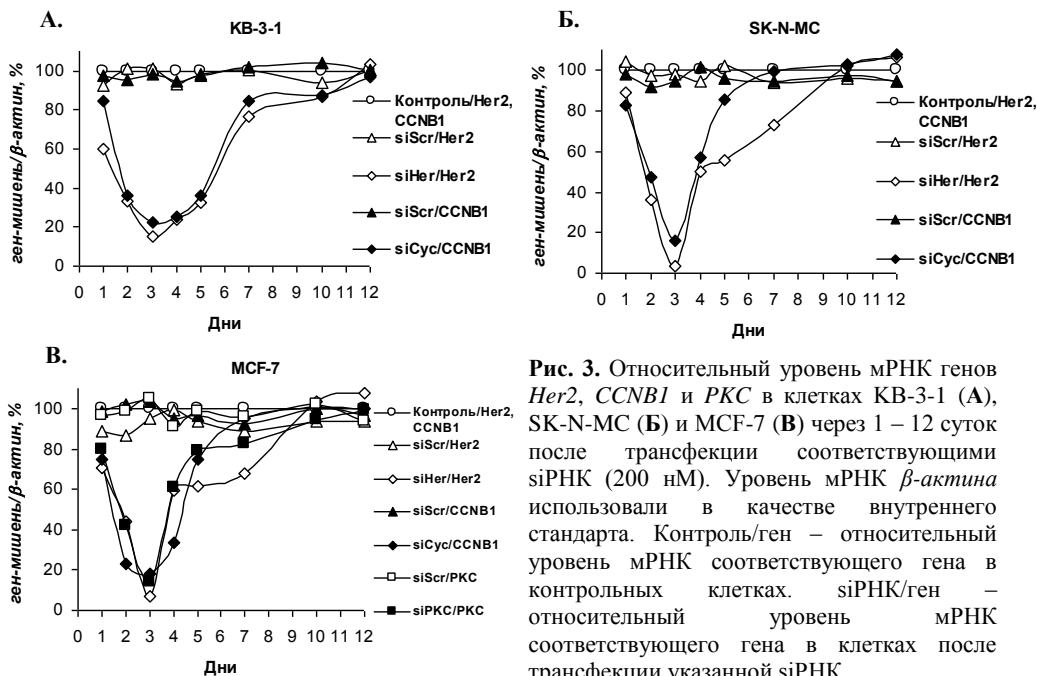 А.
KB-3-1
ген-мишень/β-актин, %
100
80
60
40
20
0
0 1 2 3 4 5 6 7 8 9 10 11 12
Дни
Контроль/Her2,
CCNB1
siScr/Her2
siHer/Her2
siScr/CCNB1
siCyc/CCNB1
Б.
SK-N-MC
ген-мишень/β-актин, %
100
80
60
40
20
0
0 1 2 3 4 5 6 7 8 9 10 11 12
Дни
Контроль/Her2,
CCNB1
siScr/Her2
siHer/Her2
siScr/CCNB1
siCyc/CCNB1
В.
MCF-7
ген-мишень/β-актин, %
100
80
60
40
20
0
0 1 2 3 4 5 6 7 8 9 10 11 12
Дни
Контроль/Her2,
CCNB1
siScr/Her2
siHer/Her2
siScr/CCNB1
siCyc/CCNB1
siScr/PKC
siPKC/PKC
Рис. 3. Относительный уровень мРНК генов
Her2, CCNB1 и PKC в клетках KB-3-1 (А),
SK-N-MC (Б) и MCF-7 (В) через 1 – 12 суток
после трансфекции соответствующими
siРНК (200 нМ). Уровень мРНК β-актина
использовали в качестве внутреннего
стандарта. Контроль/ген – относительный
уровень мРНК соответствующего гена в
контрольных клетках. siРНК/ген –
относительный уровень мРНК
соответствующего гена в клетках после
трансфекции указанной siРНК